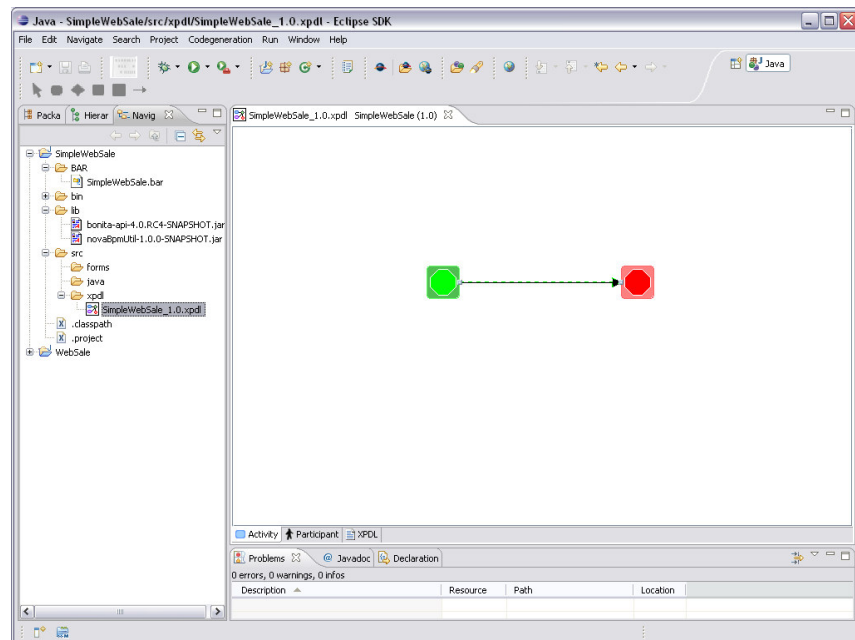 Java - SimpleWebSale/src/xpdl/SimpleWebSale_1.0.xpdl - Eclipse SDK
File Edit Navigate Search Project Codegeneration Run Window Help
Java
Packa Hierar Navig
SimpleWebSale_1.0.xpdl SimpleWebSale (1.0)
SimpleWebSale
BAR
SimpleWebSale.bar
bin
lib
bonita-api-4.0.RC4-SNAPSHOT.jar
novaBpmUtil-1.0.0-SNAPSHOT.jar
src
forms
java
xpdl
SimpleWebSale_1.0.xpdl
.classpath
.project
WebSale
Activity Participant XPDL
Problems Javadoc Declaration
0 errors, 0 warnings, 0 infos
Description Resource Path Location